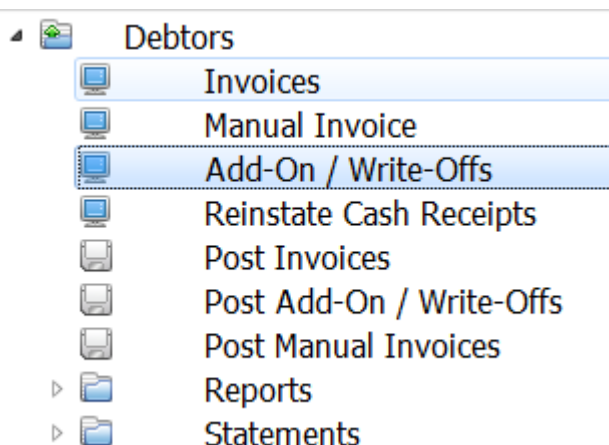 Debtors
Invoices
Manual Invoice
Add-On / Write-Offs
Reinstate Cash Receipts
Post Invoices
Post Add-On / Write-Offs
Post Manual Invoices
Reports
Statements